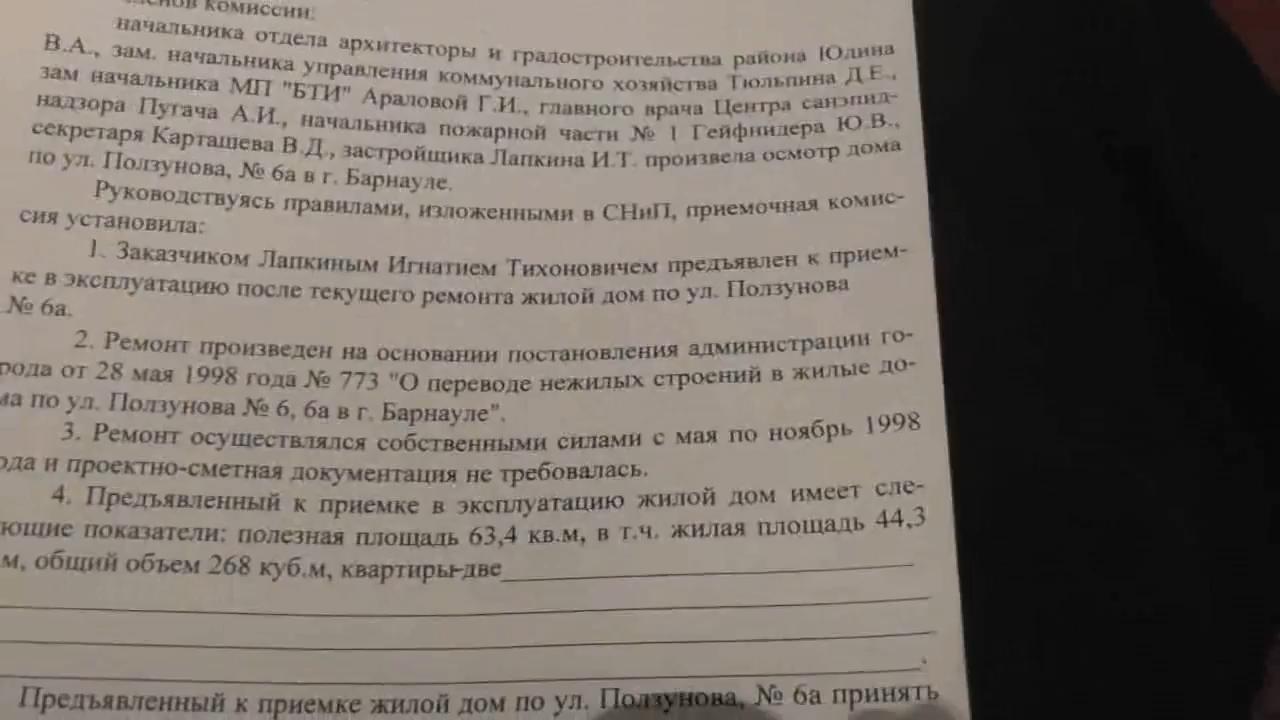 членов комиссии:
начальника отдела архитекторы и градостроительства района Юдина
В.А., зам. начальника управления коммунального хозяйства Тюльпина Д.Е.,
зам начальника МП "БТИ" Араловой Г.И., главного врача Центра санэпид-
надзора Пугача А.И., начальника пожарной части № 1 Гейфнидера Ю.В.,
секретаря Карташева В.Д., застройщика Лапкина И.Т. произвела осмотр дома
по ул. Ползунова, № 6а в г. Барнауле.
Руководствуясь правилами, изложенными в СНиП, приемочная комис-
сия установила:
1. Заказчиком Лапкиным Игнатием Тихоновичем предъявлен к прием-
ке в эксплуатацию после текущего ремонта жилой дом по ул. Ползунова
№ 6а.
2. Ремонт произведен на основании постановления администрации го-
рода от 28 мая 1998 года № 773 "О переводе нежилых строений в жилые до-
ма по ул. Ползунова № 6, 6а в г. Барнауле".
3. Ремонт осуществлялся собственными силами с мая по ноябрь 1998
ода и проектно-сметная документация не требовалась.
4. Предъявленный к приемке в эксплуатацию жилой дом имеет сле-
ющие показатели: полезная площадь 63,4 кв.м, в т.ч. жилая площадь 44,3
м, общий объем 268 куб.м, квартиры-две
Предъявленный к приемке жилой дом по ул. Ползунова, № 6а принять